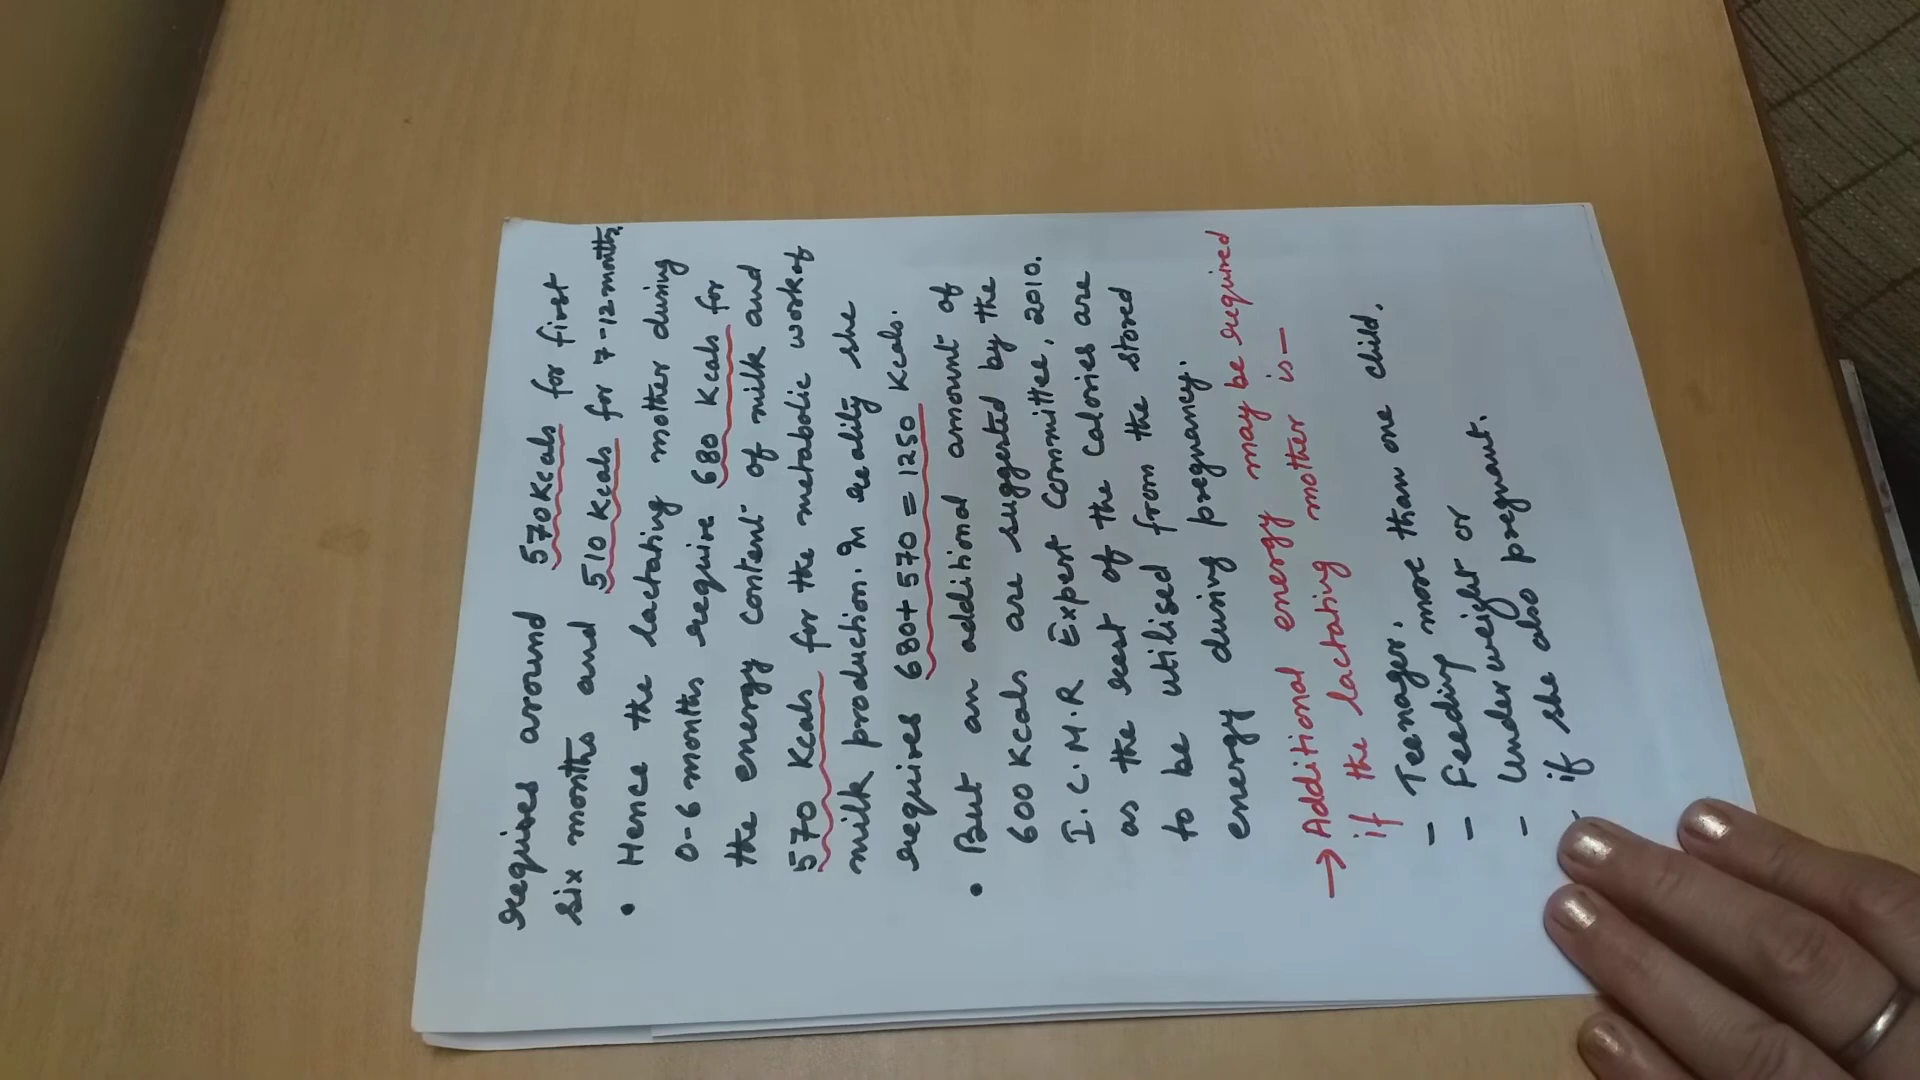 requires around 570 Kcals for first
six months and 510 Kcals for 7-12 months.
• Hence the lactating mother during
0-6 months require 680 Kcals for
the energy content of milk and
570 Kcals for the metabolic work of
milk production. In reality she
requires 680+570 = 1250 Kcals.
• But an additional amount of
600 Kcals are suggested by the
I.C.M.R Expert Committee, 2010.
as the rest of the Calories are
to be utilised from the stored
energy during pregnancy.
→ Additional energy may be required
if the lactating mother is -
- Teenager.
- Feeding more than one child.
- Underweight or
- if she also pregnant.